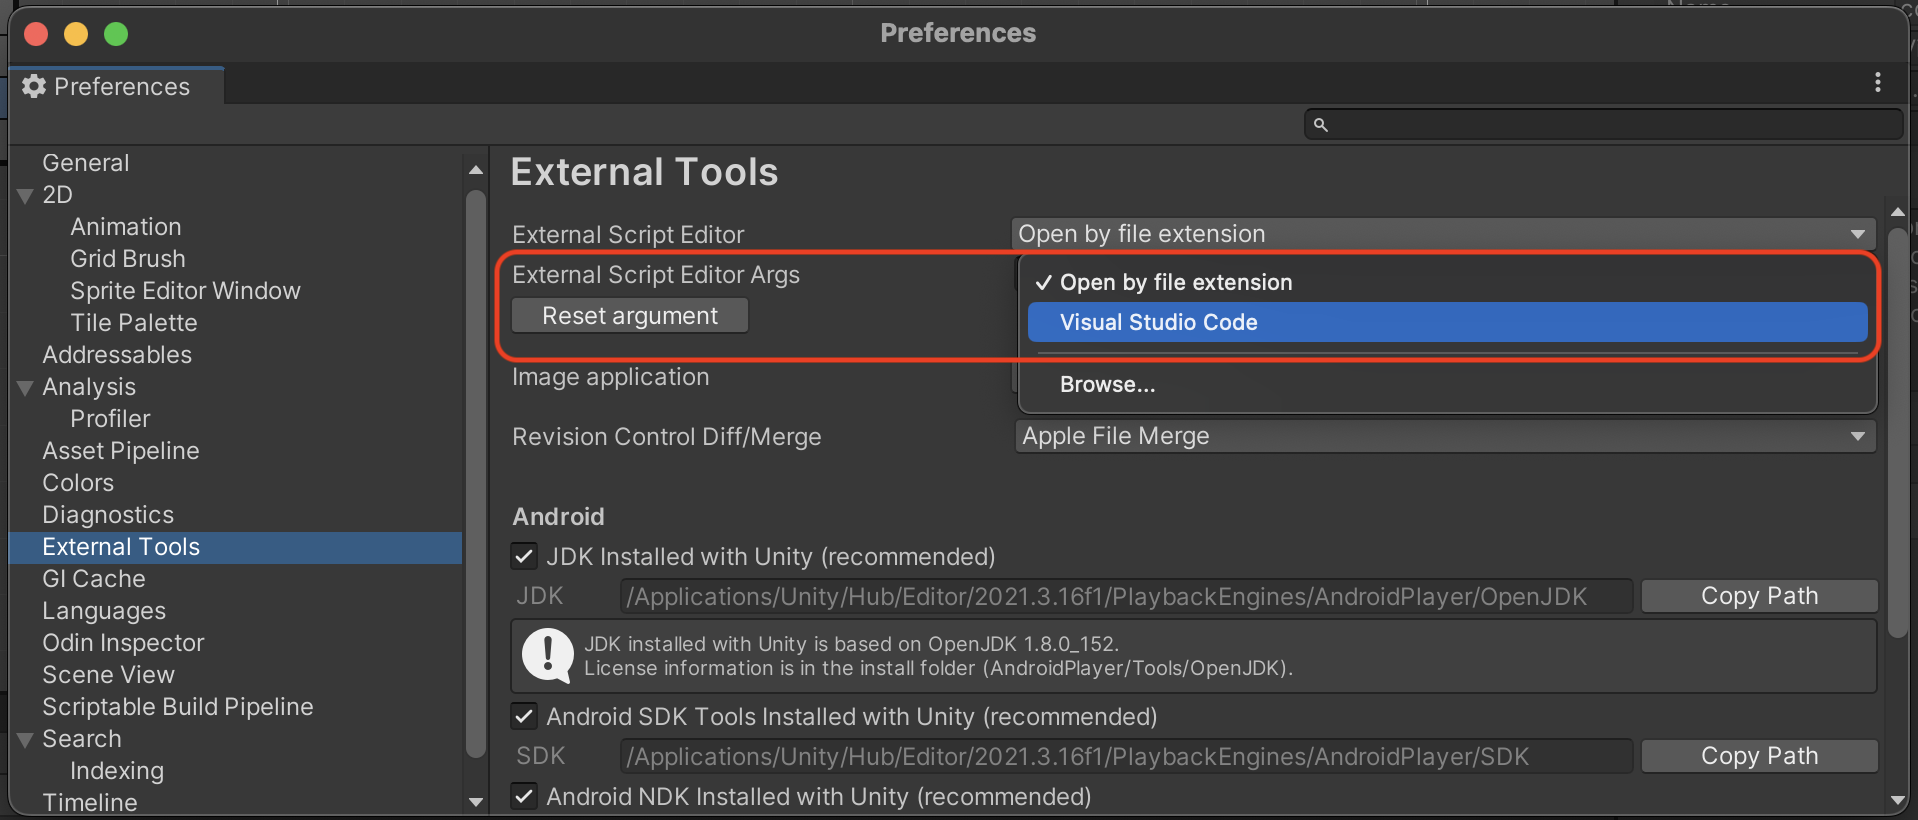 Preferences
Preferences
General
2D
Animation
Grid Brush
Sprite Editor Window
Tile Palette
Addressables
Analysis
Profiler
Asset Pipeline
Colors
Diagnostics
External Tools
GI Cache
Languages
Odin Inspector
Scene View
Scriptable Build Pipeline
Search
Indexing
Timeline
External Tools
External Script Editor
Open by file extension
External Script Editor Args
✓ Open by file extension
Reset argument
Visual Studio Code
Image application
Browse...
Revision Control Diff/Merge
Apple File Merge
Android
JDK Installed with Unity (recommended)
JDK /Applications/Unity/Hub/Editor/2021.3.16f1/PlaybackEngines/AndroidPlayer/OpenJDK Copy Path
JDK installed with Unity is based on OpenJDK 1.8.0_152.
License information is in the install folder (AndroidPlayer/Tools/OpenJDK).
Android SDK Tools Installed with Unity (recommended)
SDK /Applications/Unity/Hub/Editor/2021.3.16f1/PlaybackEngines/AndroidPlayer/SDK Copy Path
Android NDK Installed with Unity (recommended)